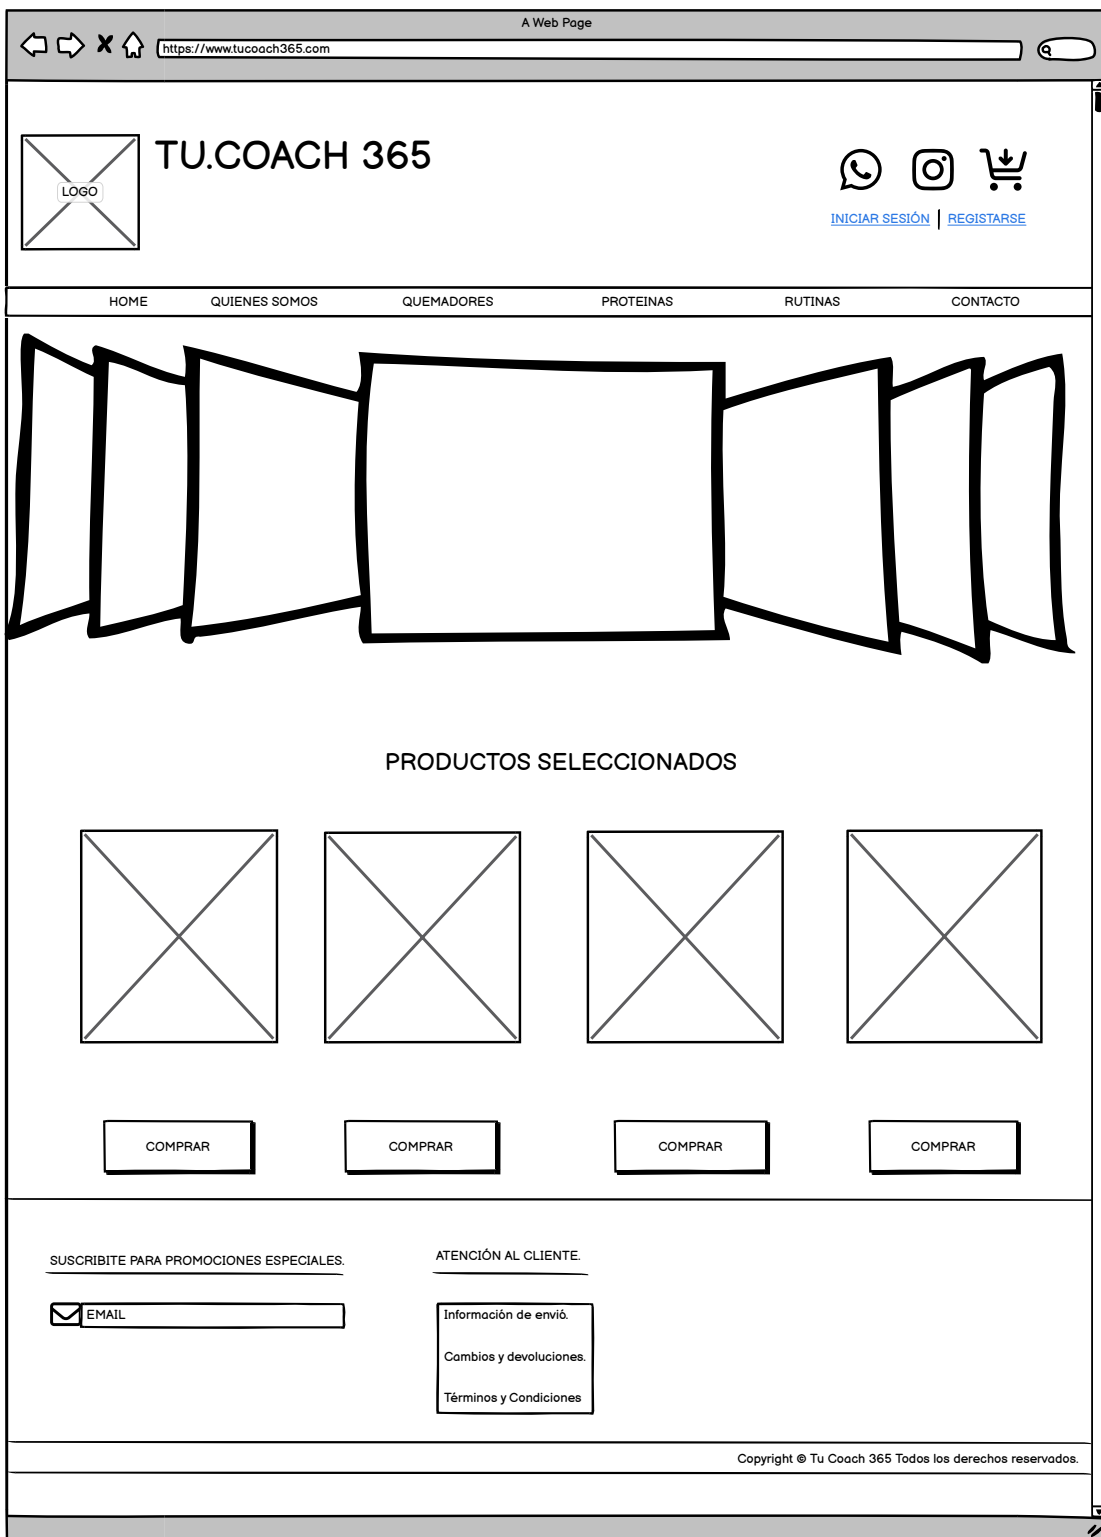 A Web Page
https://www.tucoach365.com
TU.COACH 365
LOGO
INICIAR SESIÓN | REGISTARSE
HOME QUIENES SOMOS QUEMADORES PROTEINAS RUTINAS CONTACTO
PRODUCTOS SELECCIONADOS
COMPRAR COMPRAR COMPRAR COMPRAR
SUSCRIBITE PARA PROMOCIONES ESPECIALES.
EMAIL
ATENCIÓN AL CLIENTE.
Información de envió.
Cambios y devoluciones.
Términos y Condiciones
Copyright © Tu Coach 365 Todos los derechos reservados.